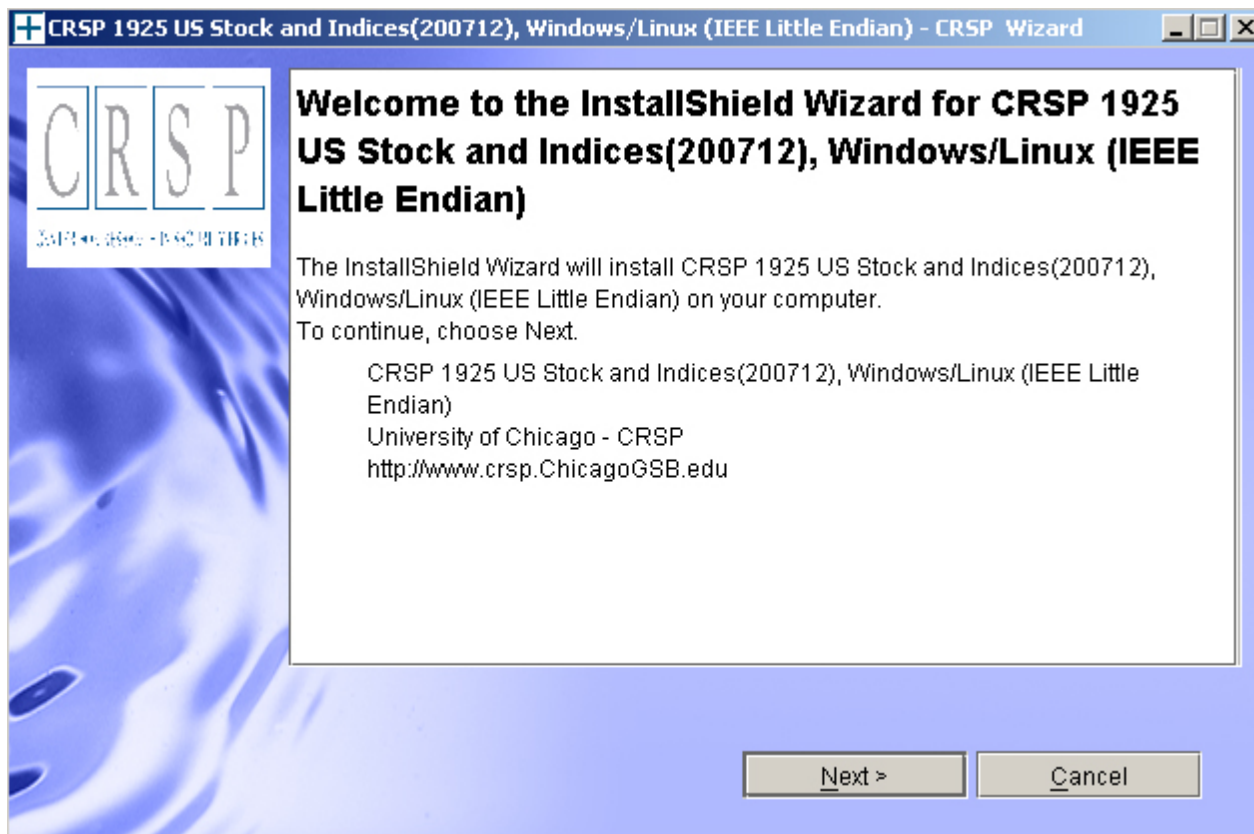 CRSP 1925 US Stock and Indices(200712), Windows/Linux (IEEE Little Endian) - CRSP Wizard
CRSP
Welcome to the InstallShield Wizard for CRSP 1925
US Stock and Indices(200712), Windows/Linux (IEEE
Little Endian)
The InstallShield Wizard will install CRSP 1925 US Stock and Indices(200712),
Windows/Linux (IEEE Little Endian) on your computer.
To continue, choose Next.
CRSP 1925 US Stock and Indices(200712), Windows/Linux (IEEE Little
Endian)
University of Chicago - CRSP
http://www.crsp.ChicagoGSB.edu
Next >
Cancel